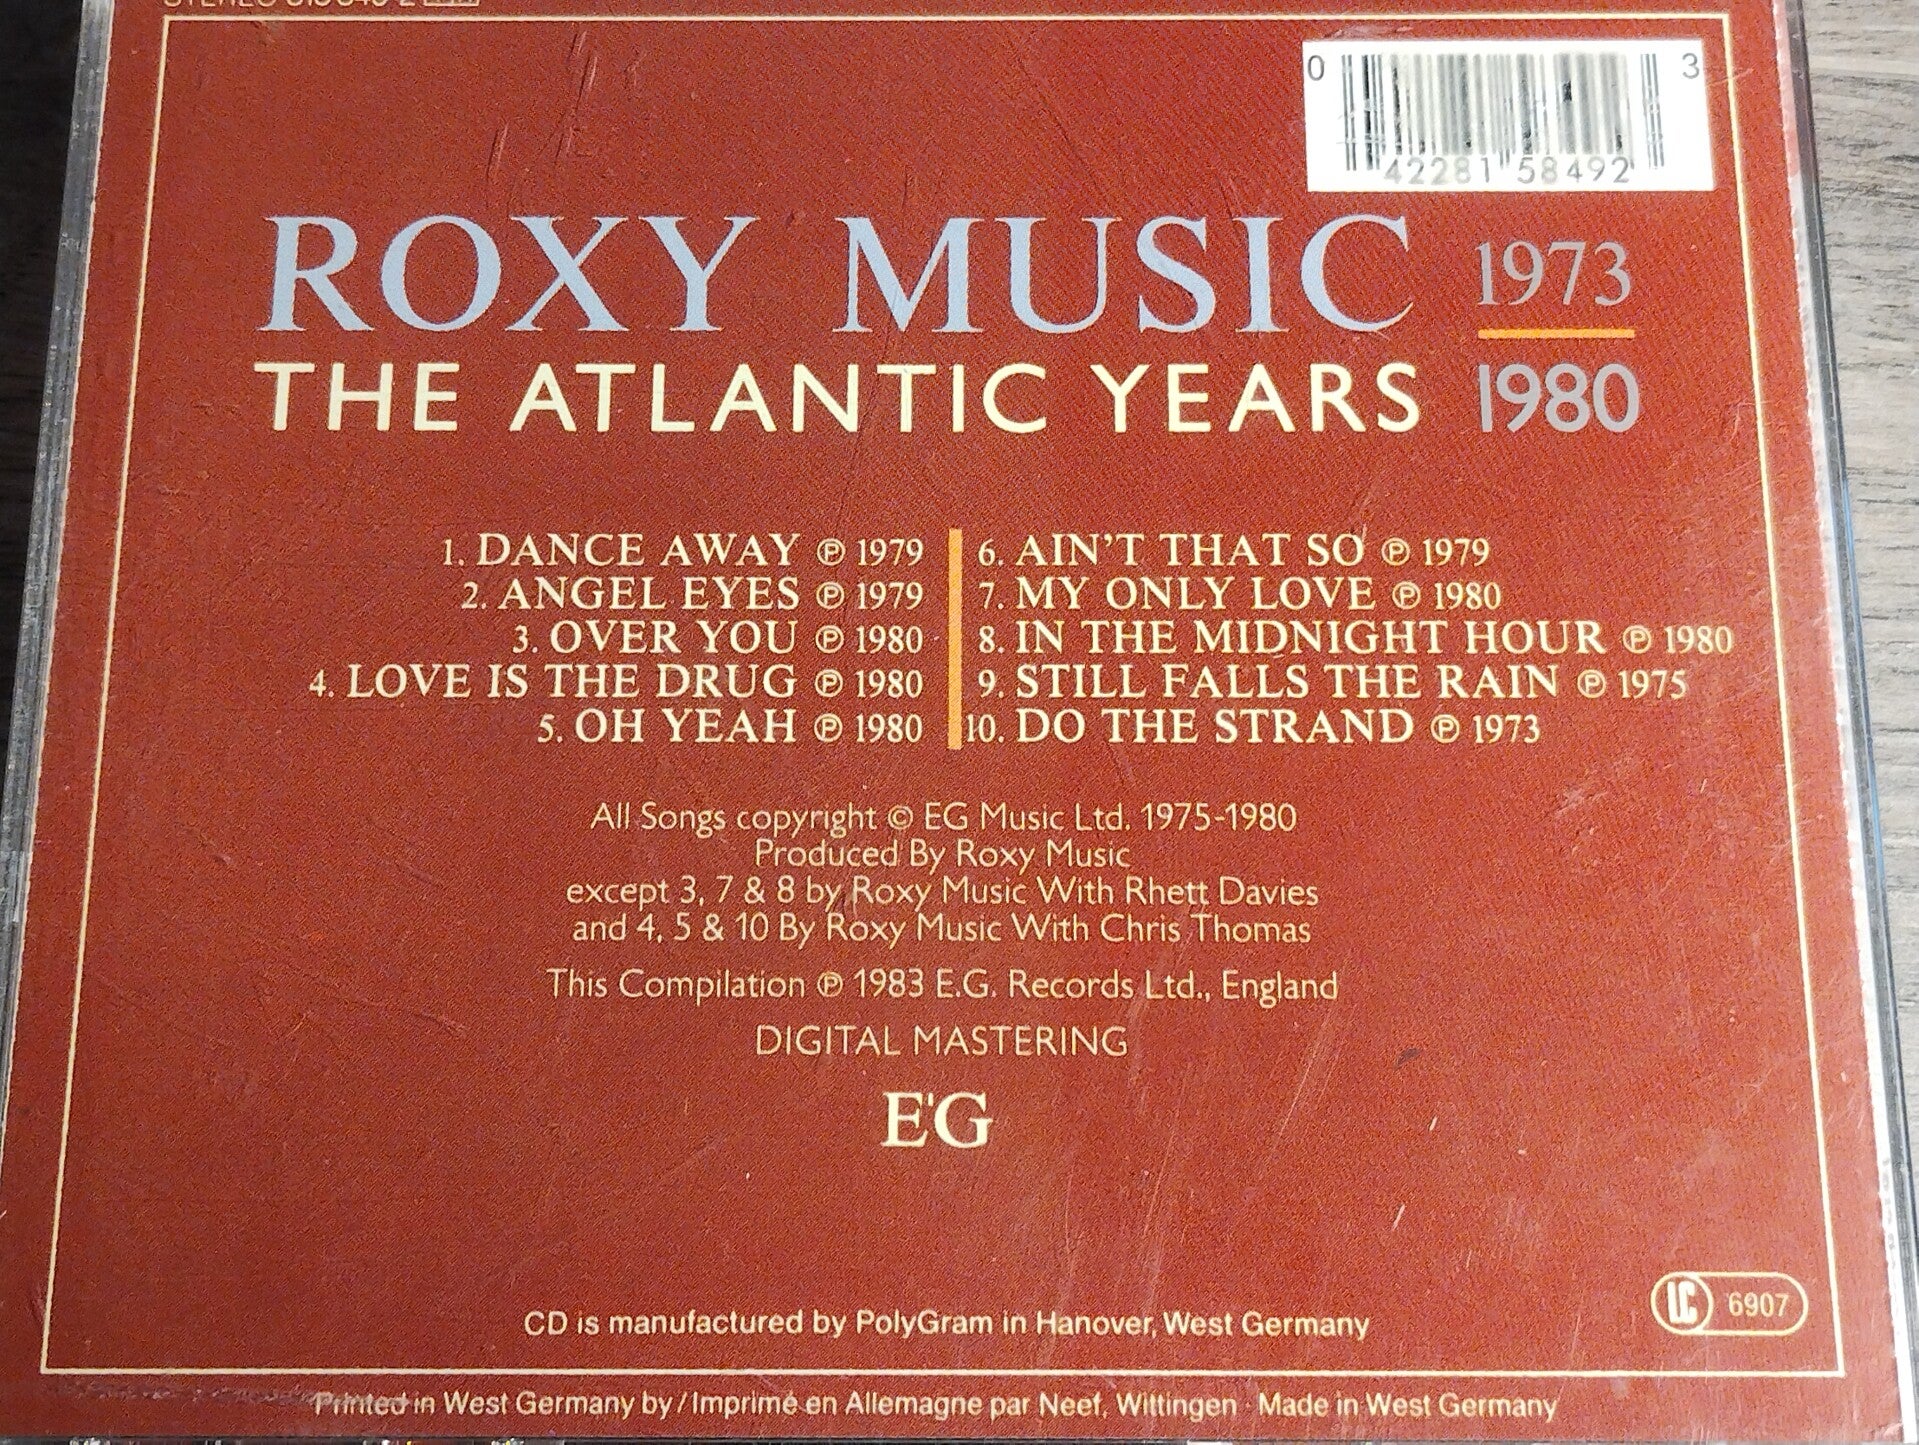 STEREO
0 42281 58492 3
ROXY MUSIC 1973
THE ATLANTIC YEARS 1980
1. DANCE AWAY ℗ 1979
2. ANGEL EYES ℗ 1979
3. OVER YOU ℗ 1980
4. LOVE IS THE DRUG ℗ 1980
5. OH YEAH ℗ 1980
6. AIN'T THAT SO ℗ 1979
7. MY ONLY LOVE ℗ 1980
8. IN THE MIDNIGHT HOUR ℗ 1980
9. STILL FALLS THE RAIN ℗ 1975
10. DO THE STRAND ℗ 1973
All Songs copyright © EG Music Ltd. 1975-1980
Produced By Roxy Music
except 3, 7 & 8 by Roxy Music With Rhett Davies
and 4, 5 & 10 By Roxy Music With Chris Thomas
This Compilation ℗ 1983 E.G. Records Ltd., England
DIGITAL MASTERING
E'G
LC 6907
CD is manufactured by PolyGram in Hanover, West Germany
Printed in West Germany by / Imprimé en Allemagne par Neef, Wittingen · Made in West Germany